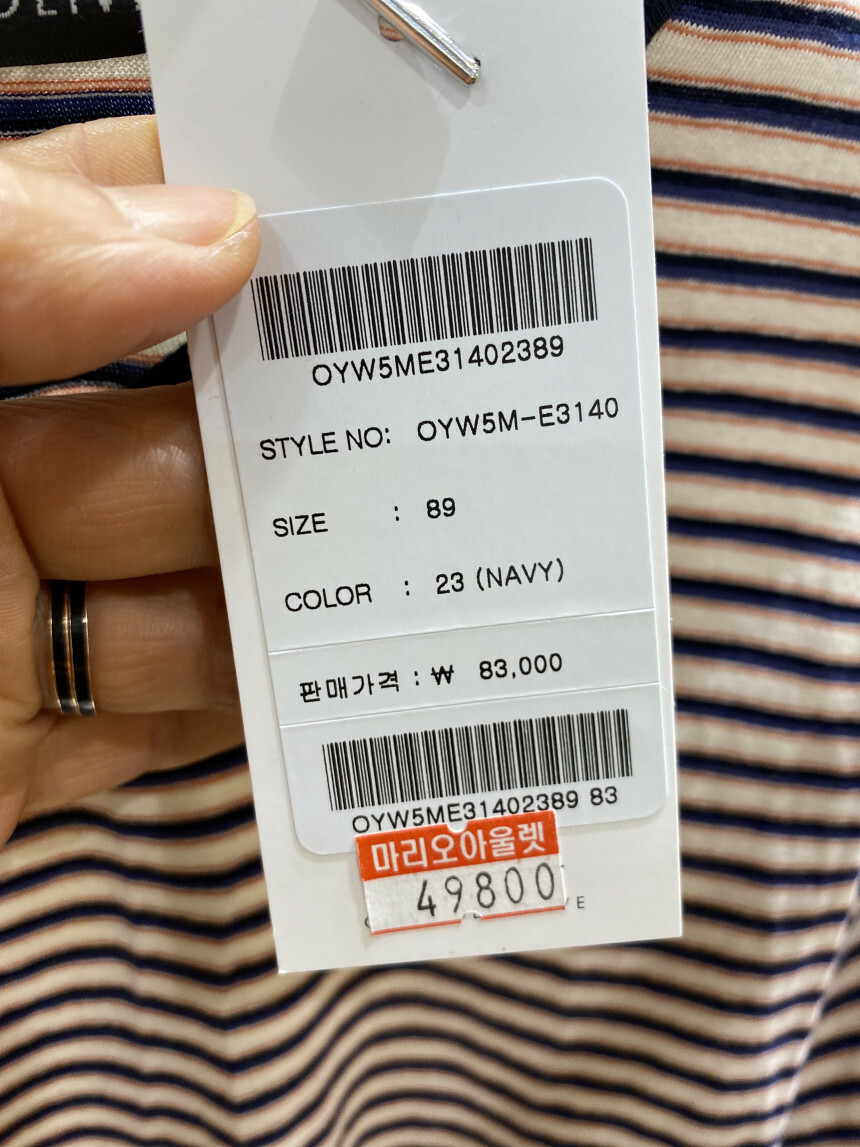 OYW5ME31402389
STYLE NO: OYW5M-E3140
SIZE : 89
COLOR : 23 (NAVY)
판매가격 : ₩ 83,000
OYW5ME31402389 83
마리오아울렛
49800
E